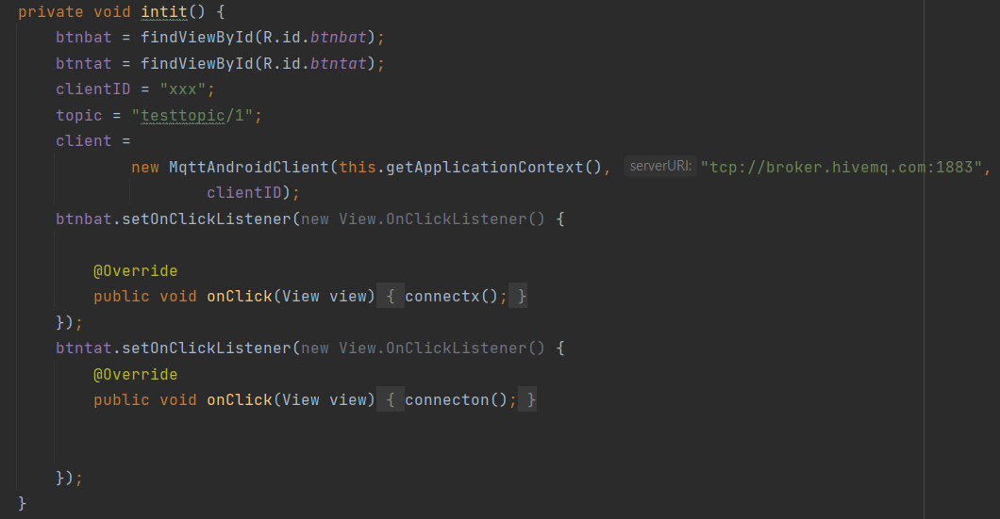 private void intit() {
btnbat = findViewById(R.id.btnbat);
btntat = findViewById(R.id.btntat);
clientID = "xxx";
topic = "testtopic/1";
client =
new MqttAndroidClient(this.getApplicationContext(), serverURI: "tcp://broker.hivemq.com:1883",
clientID);
btnbat.setOnClickListener(new View.OnClickListener() {
@Override
public void onClick(View view) { connectx(); }
});
btntat.setOnClickListener(new View.OnClickListener() {
@Override
public void onClick(View view) { connecton(); }
});
}